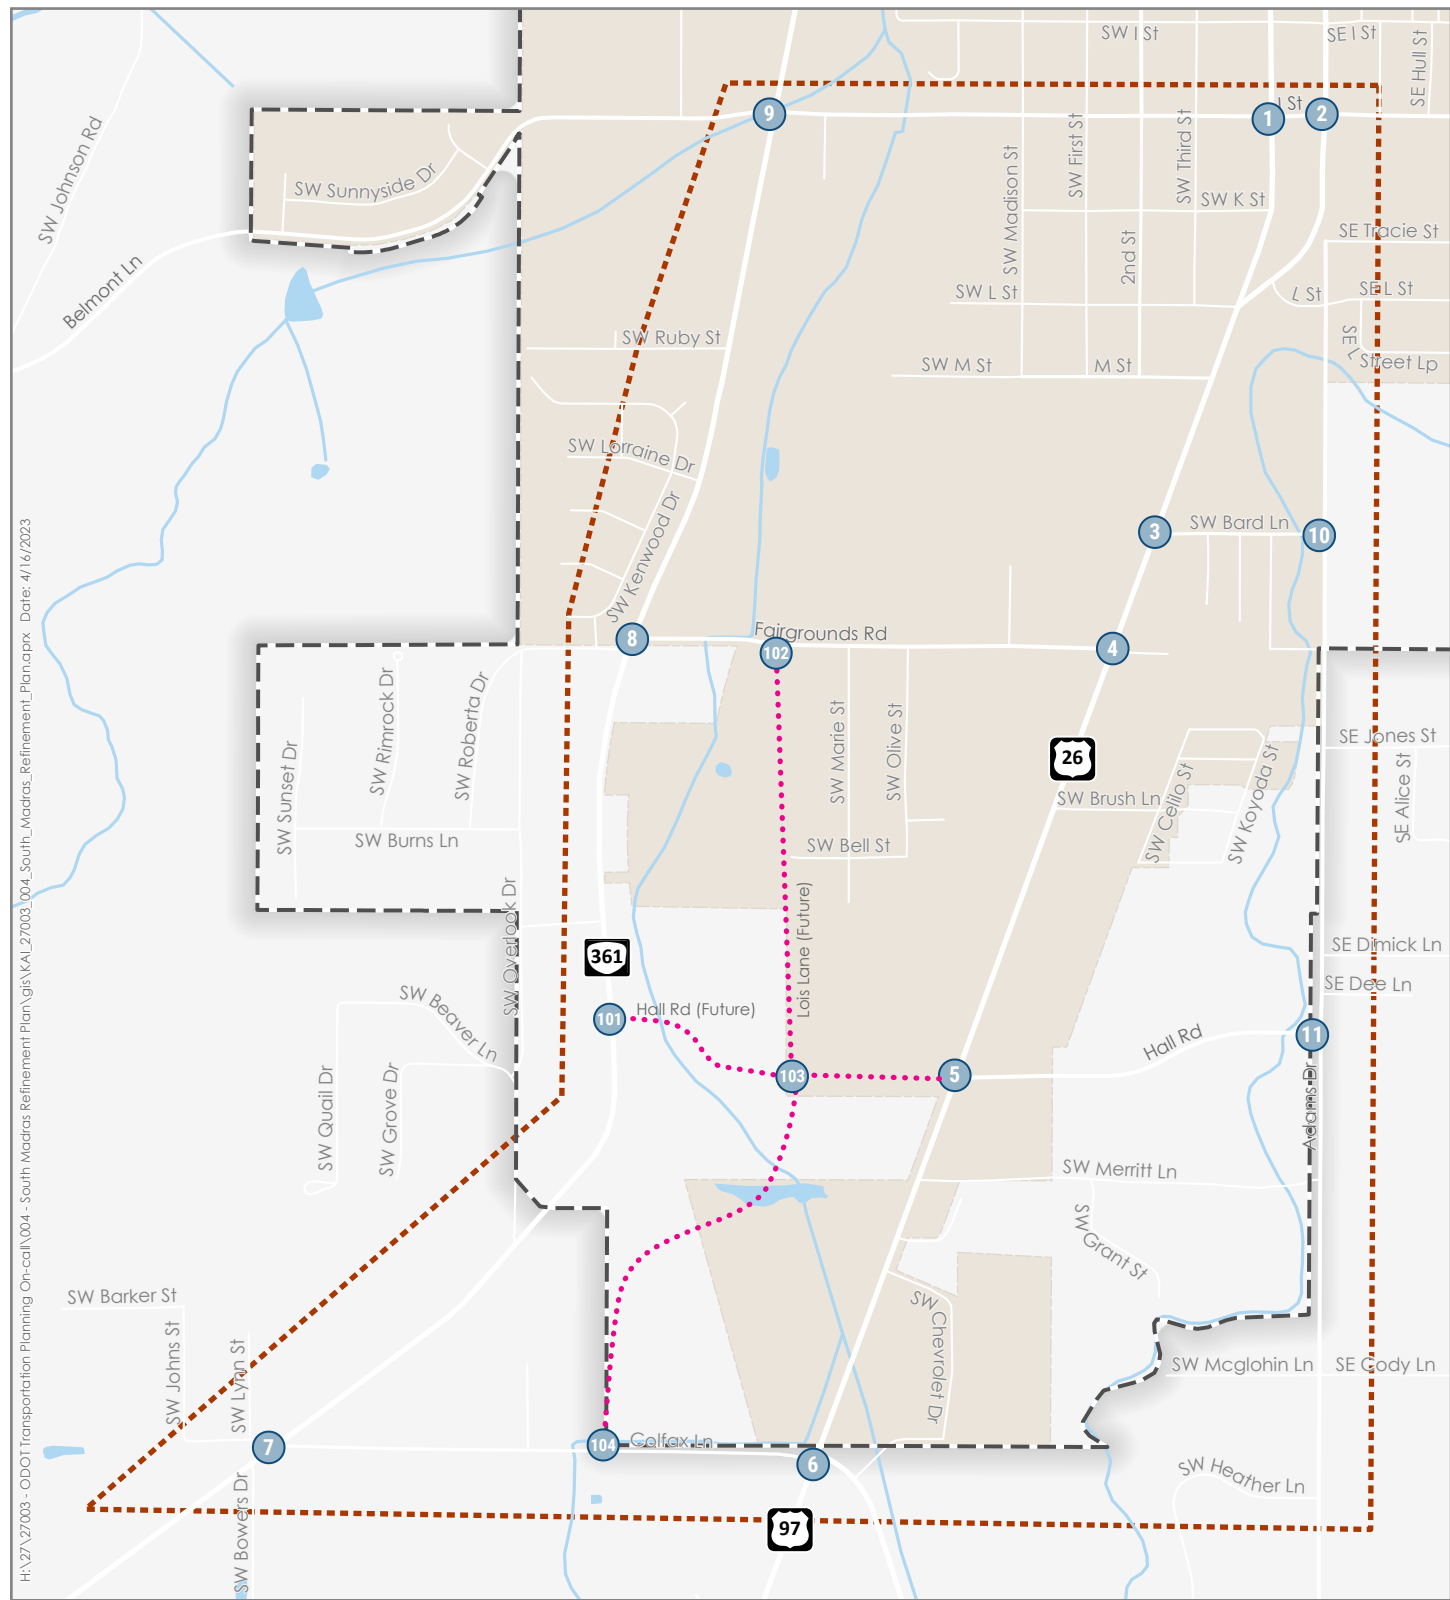 SW I St
SE I St
SE Hull St
J St
9
1
2
SW Johnson Rd
SW Sunnyside Dr
Belmont Ln
SW Madison St
SW First St
SW Third St
SW K St
2nd St
SE Tracie St
SW L St
L St
SE L St
SW Ruby St
SW M St
M St
SE L
Street Lp
SW Lorraine Dr
SW Kenwood Dr
3
SW Bard Ln
10
8
Fairgrounds Rd
102
4
SW Sunset Dr
SW Rimrock Dr
SW Roberta Dr
SW Burns Ln
SW Marie St
SW Olive St
SW Bell St
26
SW Brush Ln
SW Celilo St
SW Koyoda St
SE Jones St
SE Alice St
SW Overlook Dr
361
Lois Lane (Future)
SE Dimick Ln
SE Dee Ln
SW Beaver Ln
101
Hall Rd (Future)
103
5
Hall Rd
11
Adams Dr
SW Quail Dr
SW Grove Dr
SW Merritt Ln
SW
Grant St
SW Barker St
SW Johns St
SW Lynn St
SW
Chevrolet Dr
SW Mcglohin Ln
SE Cody Ln
7
104
Colfax Ln
6
SW Bowers Dr
SW Heather Ln
97
H:\27\27003 - ODOT Transportation Planning On-call\004 - South Madras Refinement Plan\gis\KAI_27003_004_South_Madras_Refinement_Plan.aprx Date: 4/16/2023